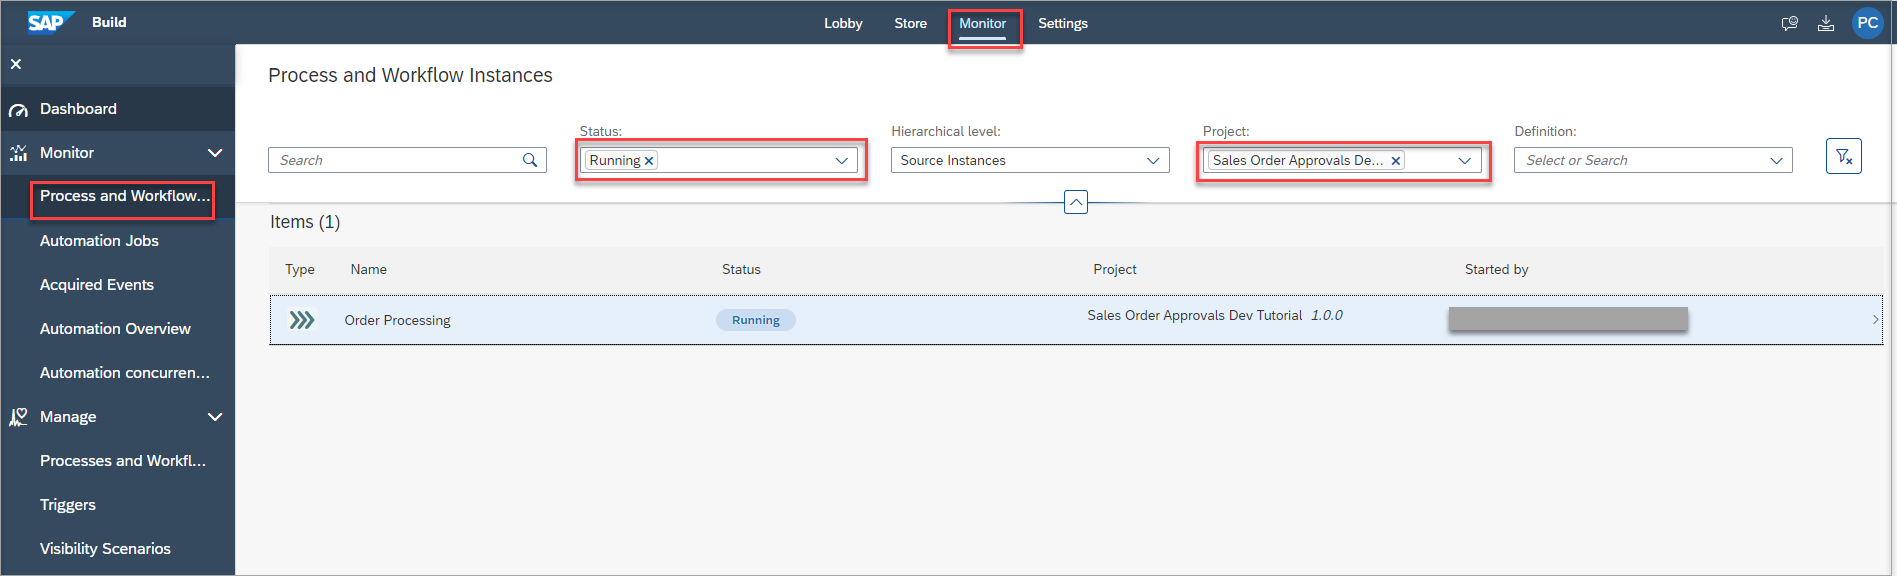 SAP Build
Lobby Store Monitor Settings
PC
Dashboard
Monitor
Process and Workflow...
Automation Jobs
Acquired Events
Automation Overview
Automation concurren...
Manage
Processes and Workfl...
Triggers
Visibility Scenarios
Process and Workflow Instances
Status: Hierarchical level: Project: Definition:
Search Running Source Instances Sales Order Approvals De... Select or Search
Items (1)
Type Name Status Project Started by
Order Processing Running Sales Order Approvals Dev Tutorial 1.0.0